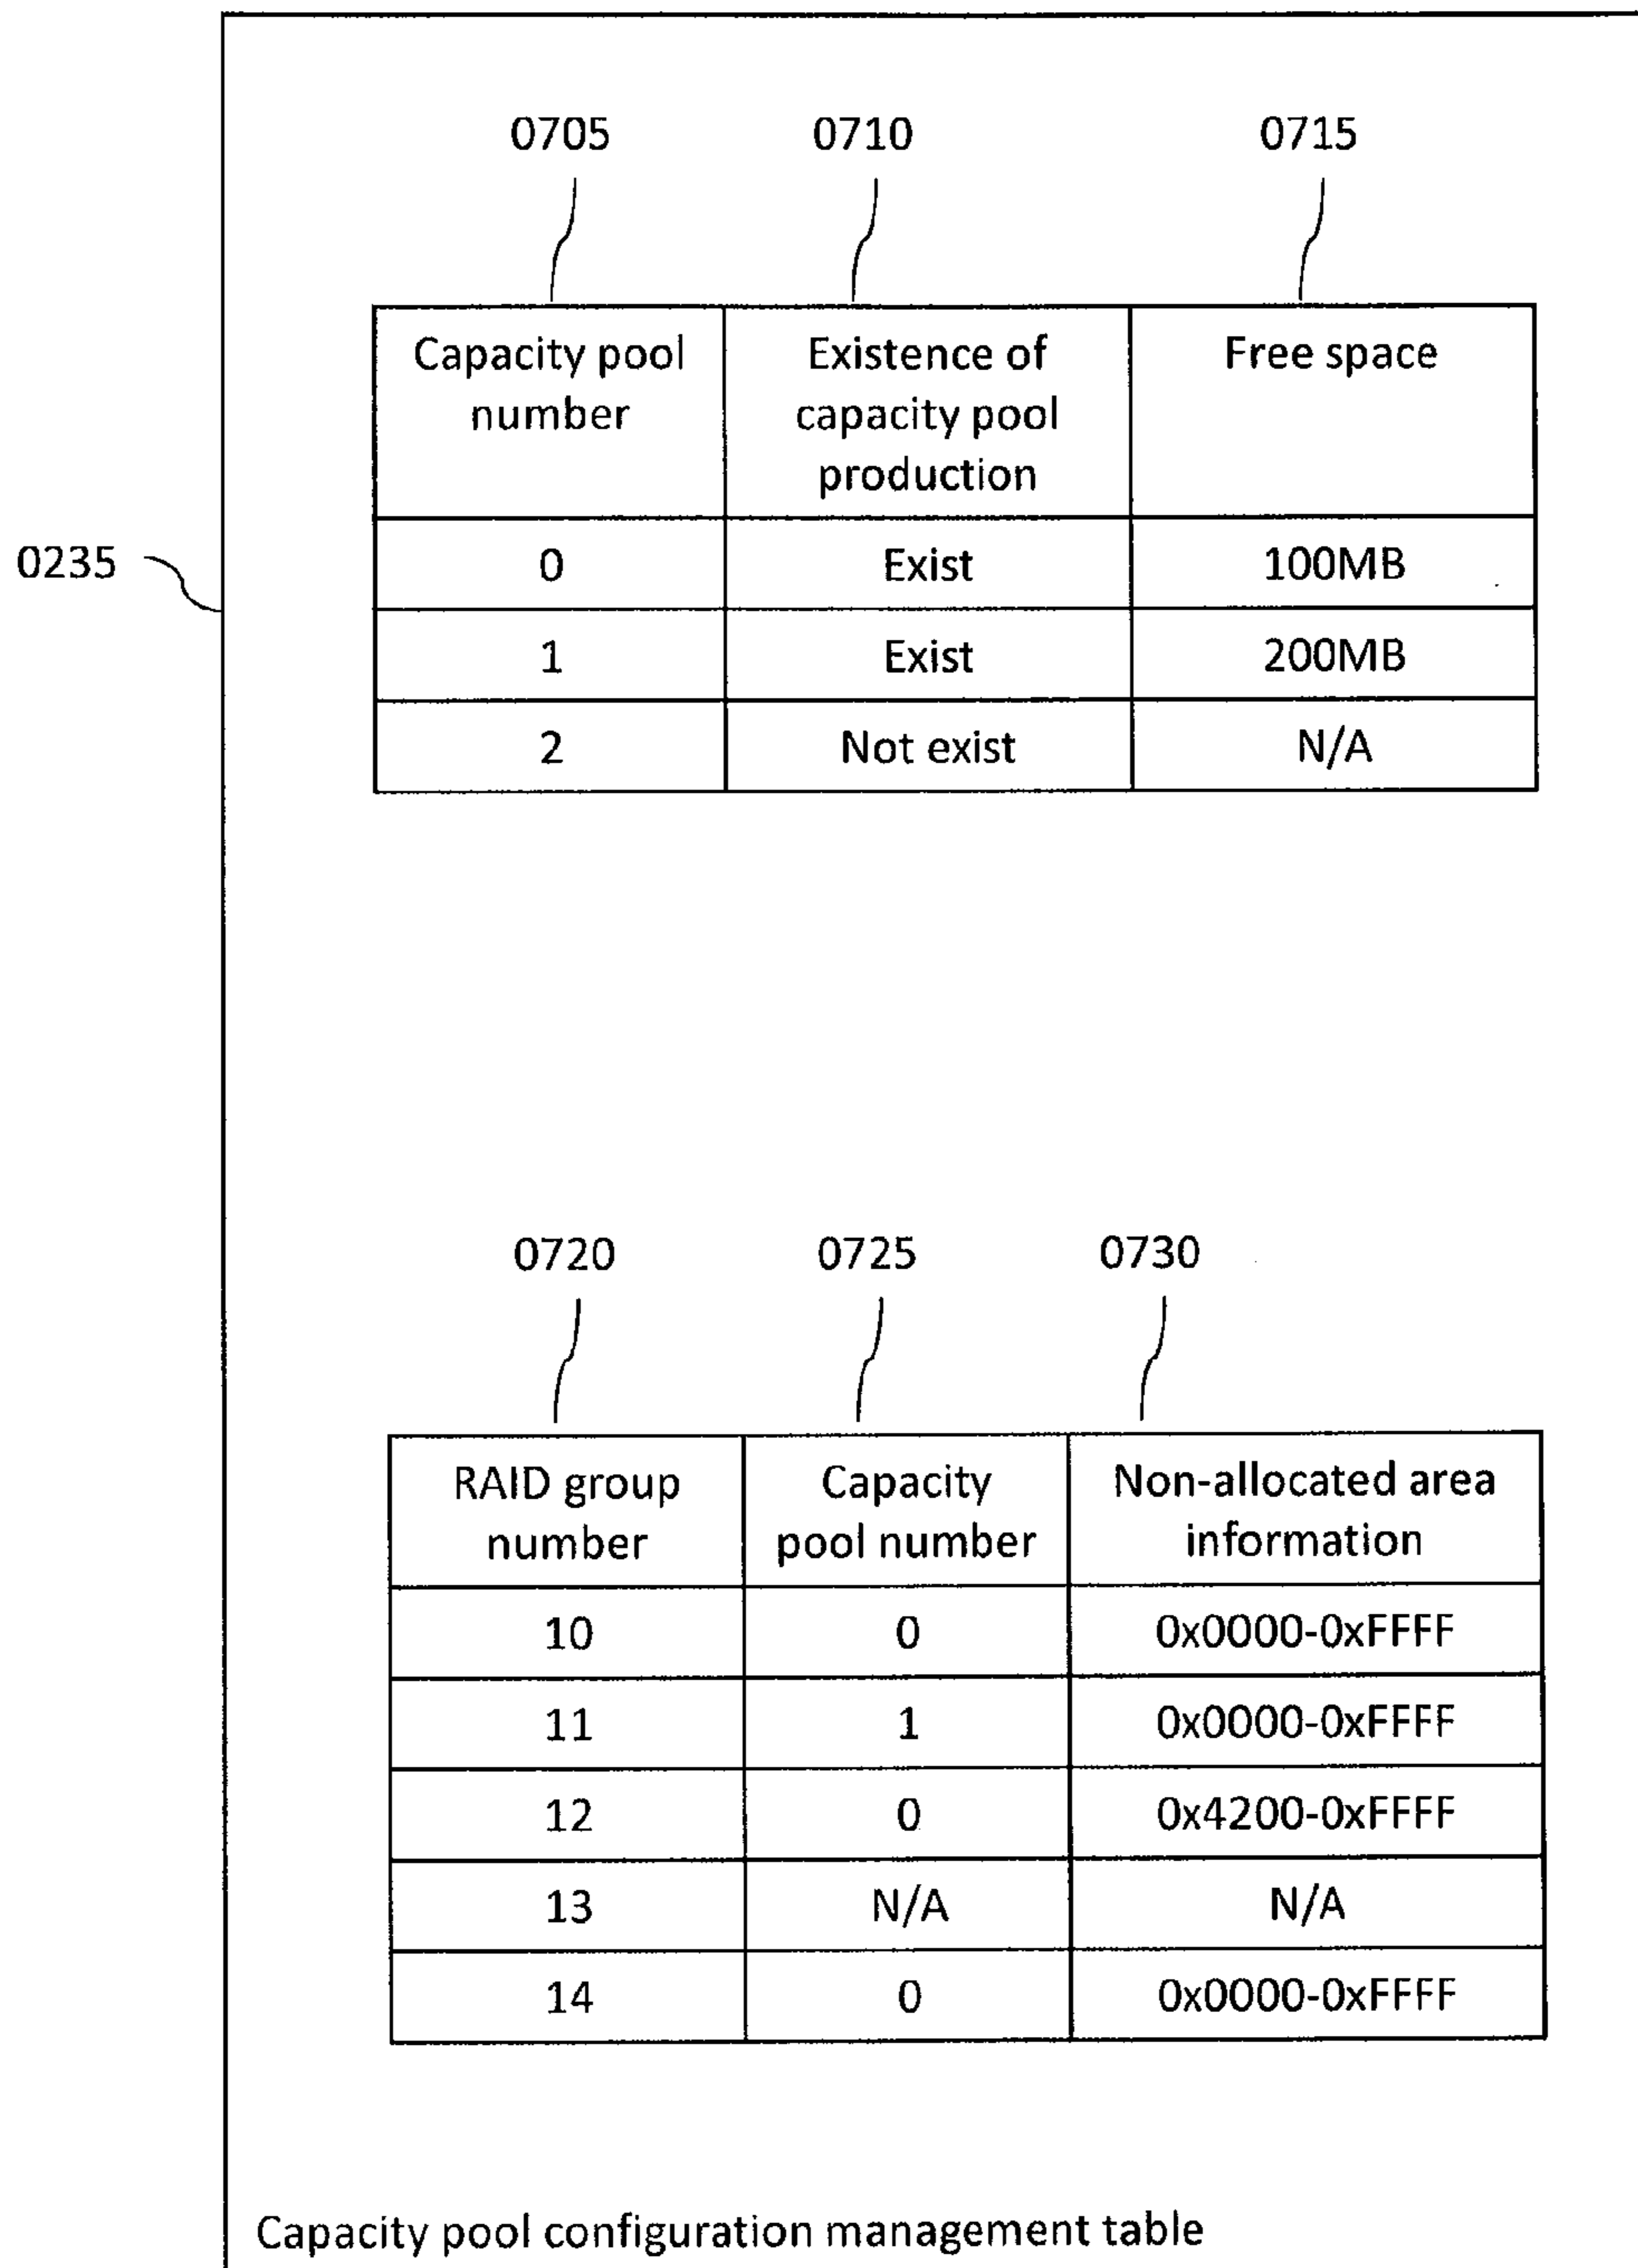 0705 0710 0715
Capacity pool number Existence of capacity pool production Free space
0 Exist 100MB
0235
1 Exist 200MB
2 Not exist N/A
0720 0725 0730
RAID group number Capacity pool number Non-allocated area information
10 0 0x0000-0xFFFF
11 1 0x0000-0xFFFF
12 0 0x4200-0xFFFF
13 N/A N/A
14 0 0x0000-0xFFFF
Capacity pool configuration management table